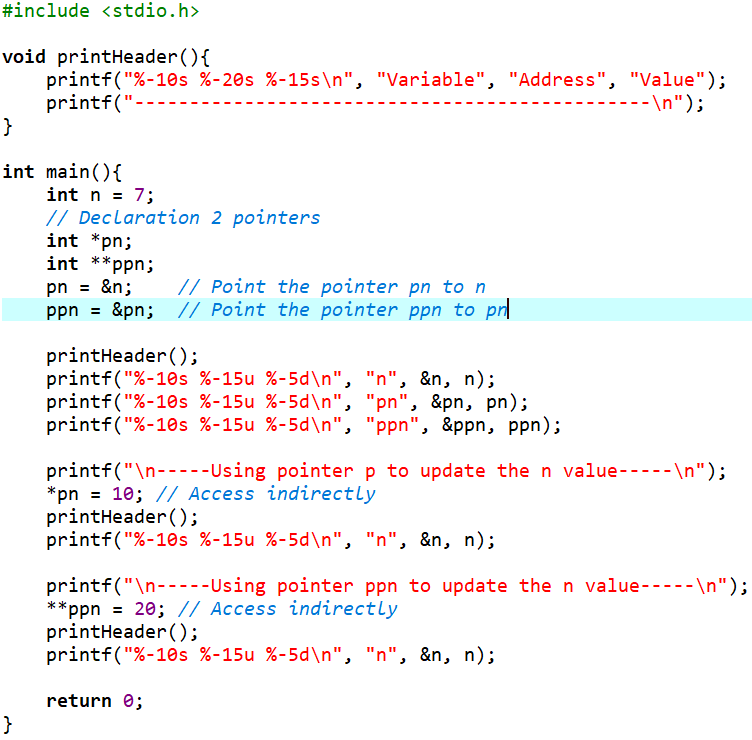 #include <stdio.h>

void printHeader(){
    printf("%-10s %-20s %-15s\n", "Variable", "Address", "Value");
    printf("-----------------------------------------------\n");
}

int main(){
    int n = 7;
    // Declaration 2 pointers
    int *pn;
    int **ppn;
    pn = &n;    // Point the pointer pn to n
    ppn = &pn;  // Point the pointer ppn to pn

    printHeader();
    printf("%-10s %-15u %-5d\n", "n", &n, n);
    printf("%-10s %-15u %-5d\n", "pn", &pn, pn);
    printf("%-10s %-15u %-5d\n", "ppn", &ppn, ppn);

    printf("\n-----Using pointer p to update the n value-----\n");
    *pn = 10; // Access indirectly
    printHeader();
    printf("%-10s %-15u %-5d\n", "n", &n, n);

    printf("\n-----Using pointer ppn to update the n value-----\n");
    **ppn = 20; // Access indirectly
    printHeader();
    printf("%-10s %-15u %-5d\n", "n", &n, n);

    return 0;
}